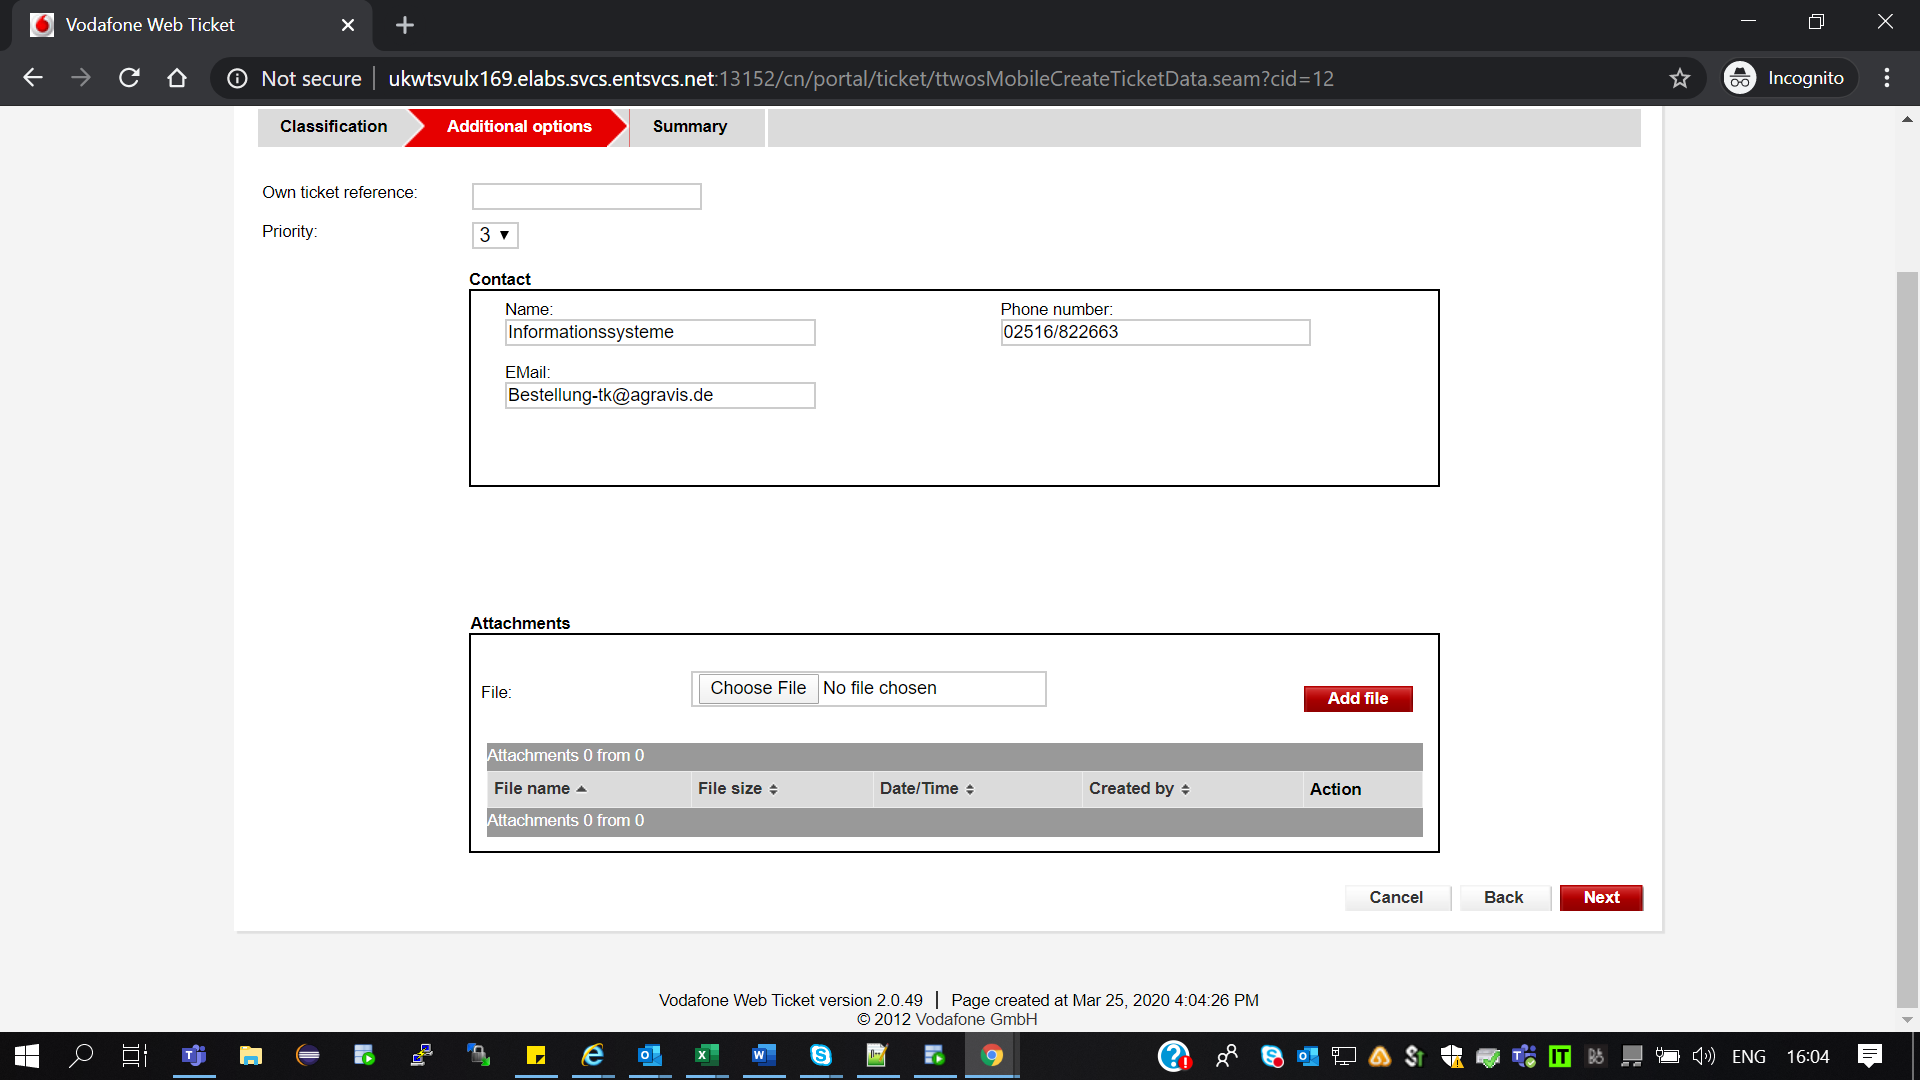 Vodafone Web Ticket
Not secure ukwtsvulx169.elabs.svcs.entsvcs.net:13152/cn/portal/ticket/ttwosMobileCreateTicketData.seam?cid=12 Incognito
Classification Additional options Summary
Own ticket reference:
Priority: 3
Contact
Name: Phone number:
Informationssysteme 02516/822663
EMail:
Bestellung-tk@agravis.de
Attachments
File: Choose File No file chosen Add file
Attachments 0 from 0
File name File size Date/Time Created by Action
Attachments 0 from 0
Cancel Back Next
Vodafone Web Ticket version 2.0.49 | Page created at Mar 25, 2020 4:04:26 PM
© 2012 Vodafone GmbH
ENG 16:04